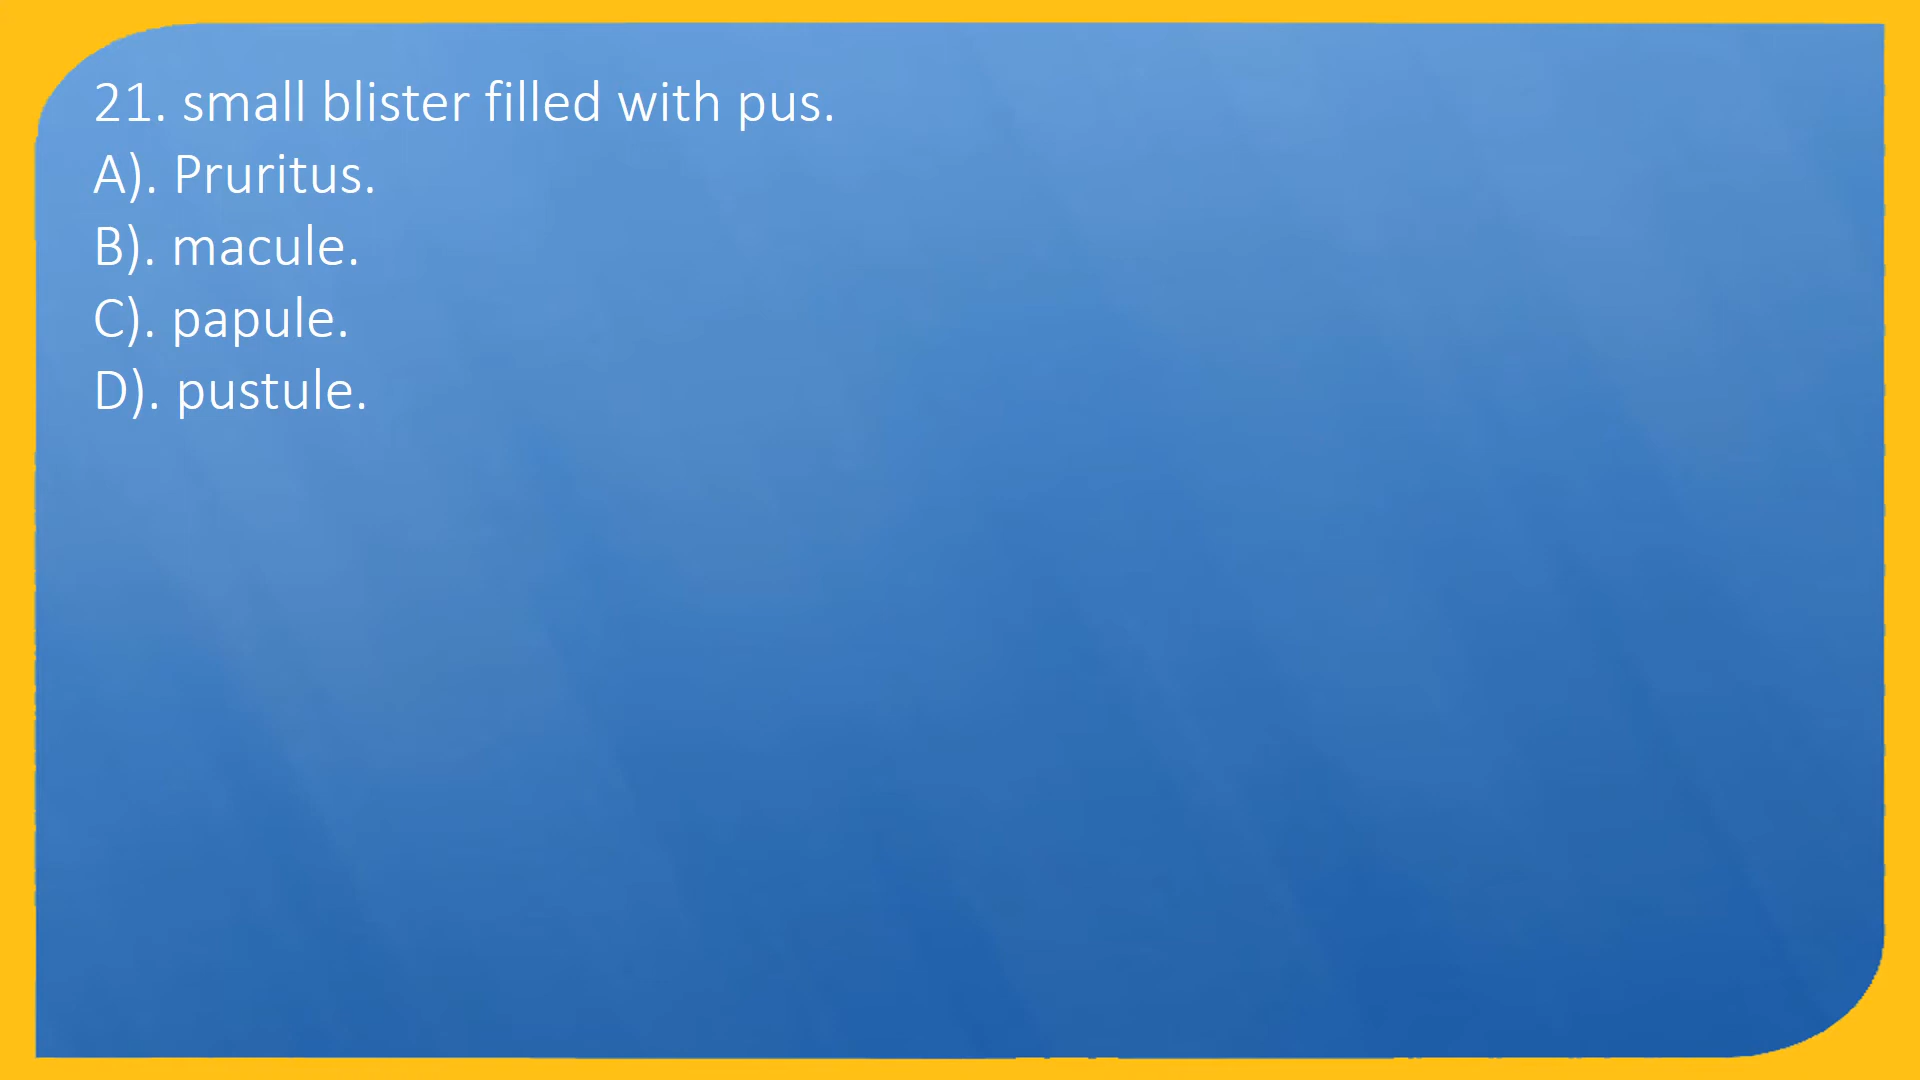 21. small blister filled with pus.
A). Pruritus.
B). macule.
C). papule.
D). pustule.